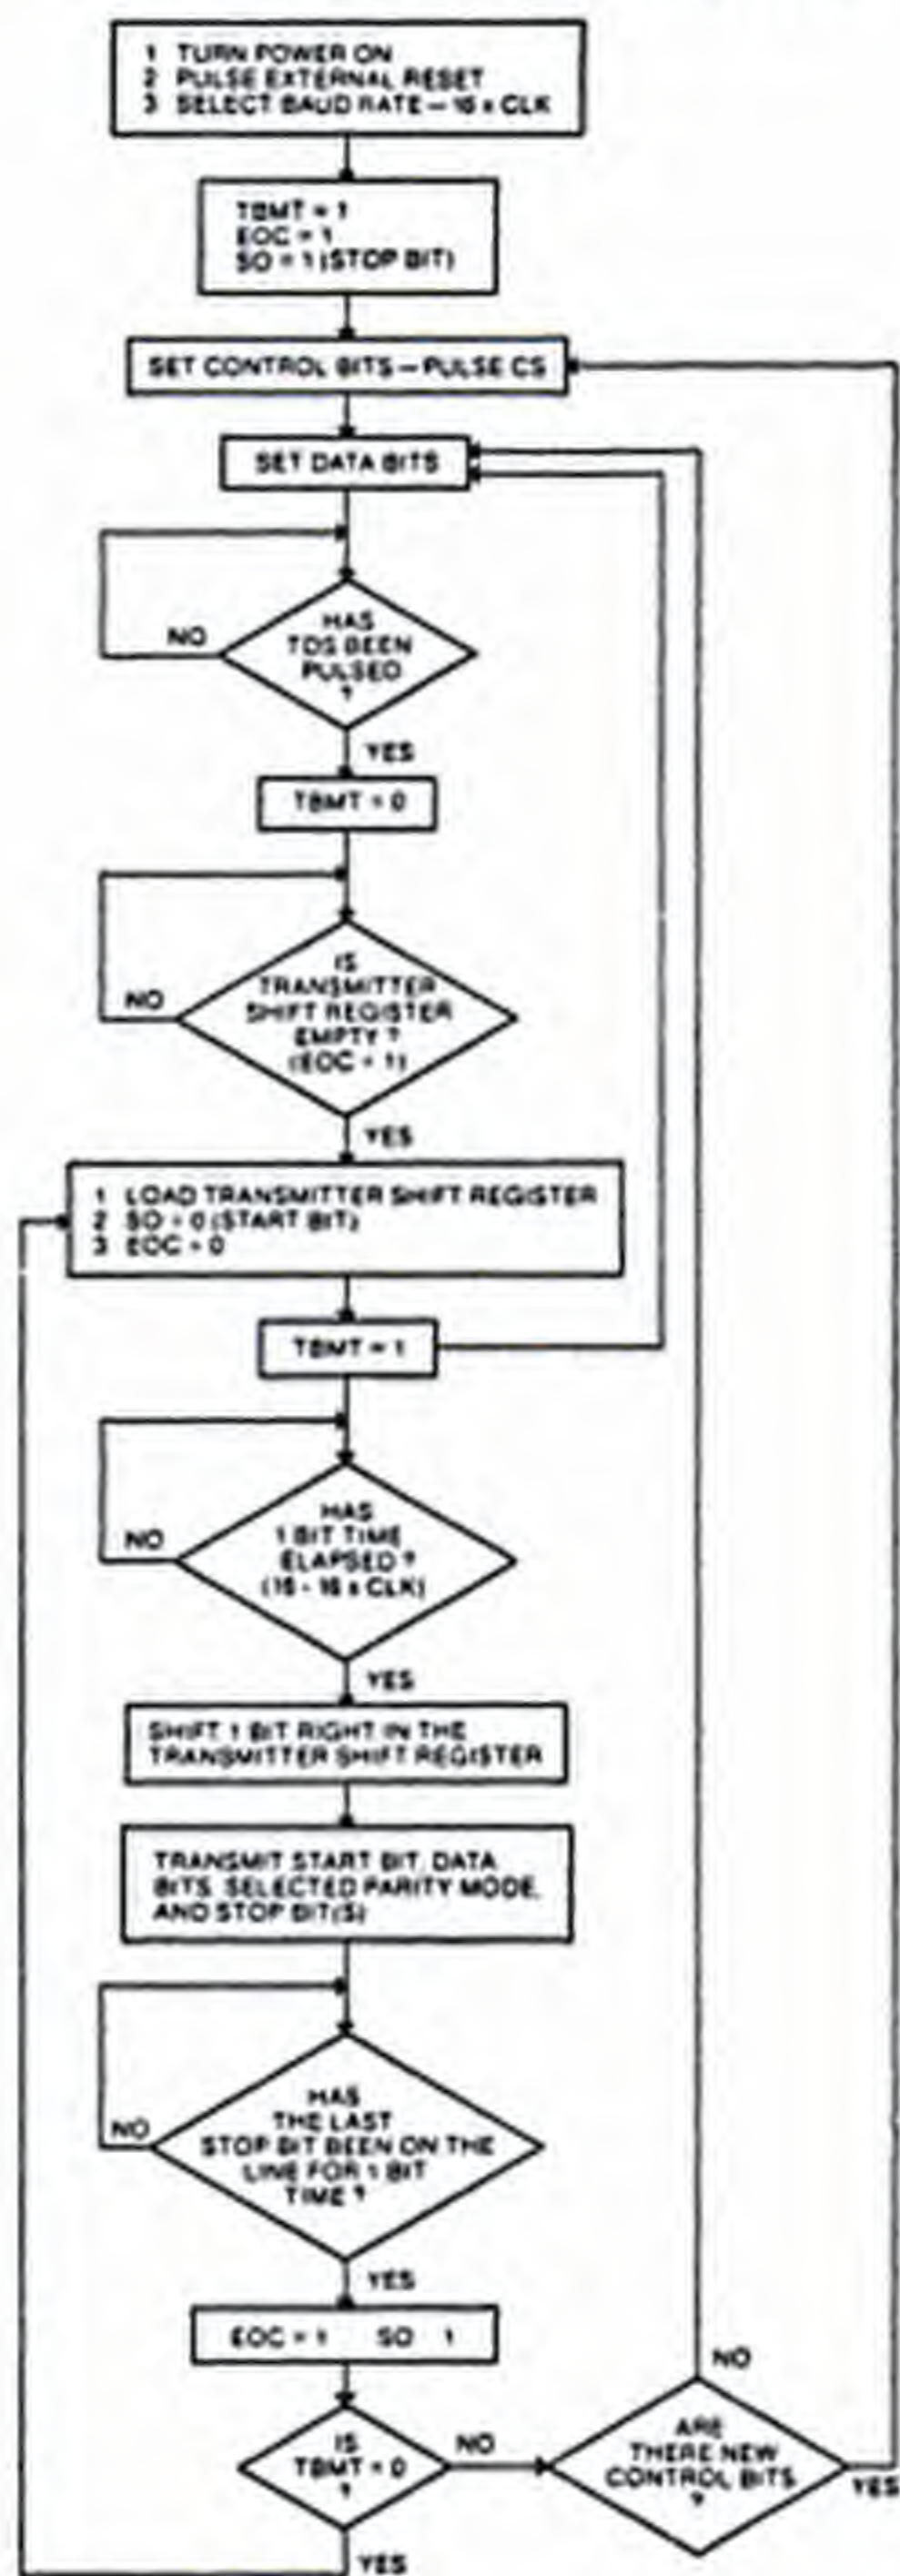 1 TURN POWER ON
2 PULSE EXTERNAL RESET
3 SELECT BAUD RATE — 16 x CLK
TBMT = 1
EOC = 1
SO = 1 (STOP BIT)
SET CONTROL BITS — PULSE CS
SET DATA BITS
HAS
TDS BEEN
PULSED
?
NO
YES
TBMT = 0
IS
TRANSMITTER
SHIFT REGISTER
EMPTY ?
(EOC = 1)
NO
YES
1 LOAD TRANSMITTER SHIFT REGISTER
2 SO = 0 (START BIT)
3 EOC = 0
TBMT = 1
HAS
1 BIT TIME
ELAPSED ?
(16 - 16 x CLK)
NO
YES
SHIFT 1 BIT RIGHT IN THE
TRANSMITTER SHIFT REGISTER
TRANSMIT START BIT, DATA
BITS, SELECTED PARITY MODE,
AND STOP BIT(S)
HAS
THE LAST
STOP BIT BEEN ON THE
LINE FOR 1 BIT
TIME ?
NO
YES
EOC = 1 SO 1
IS
TBMT = 0
?
NO
YES
ARE
THERE NEW
CONTROL BITS
?
NO
YES